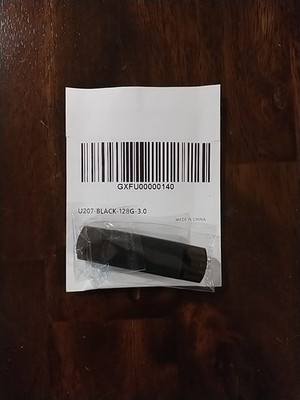 GXFU00000140
U207-BLACK-128G-3.0
MADE IN CHINA